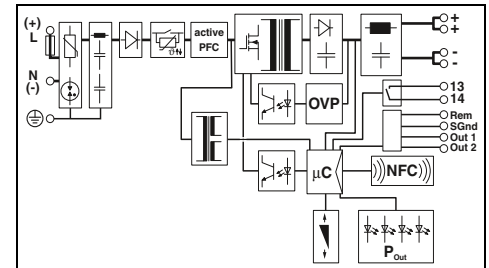 (+)
L
N
(-)
ϑ
active
PFC
OVP
+
+
-
-
13
14
Rem
SGnd
Out 1
Out 2
μC
NFC
P Out